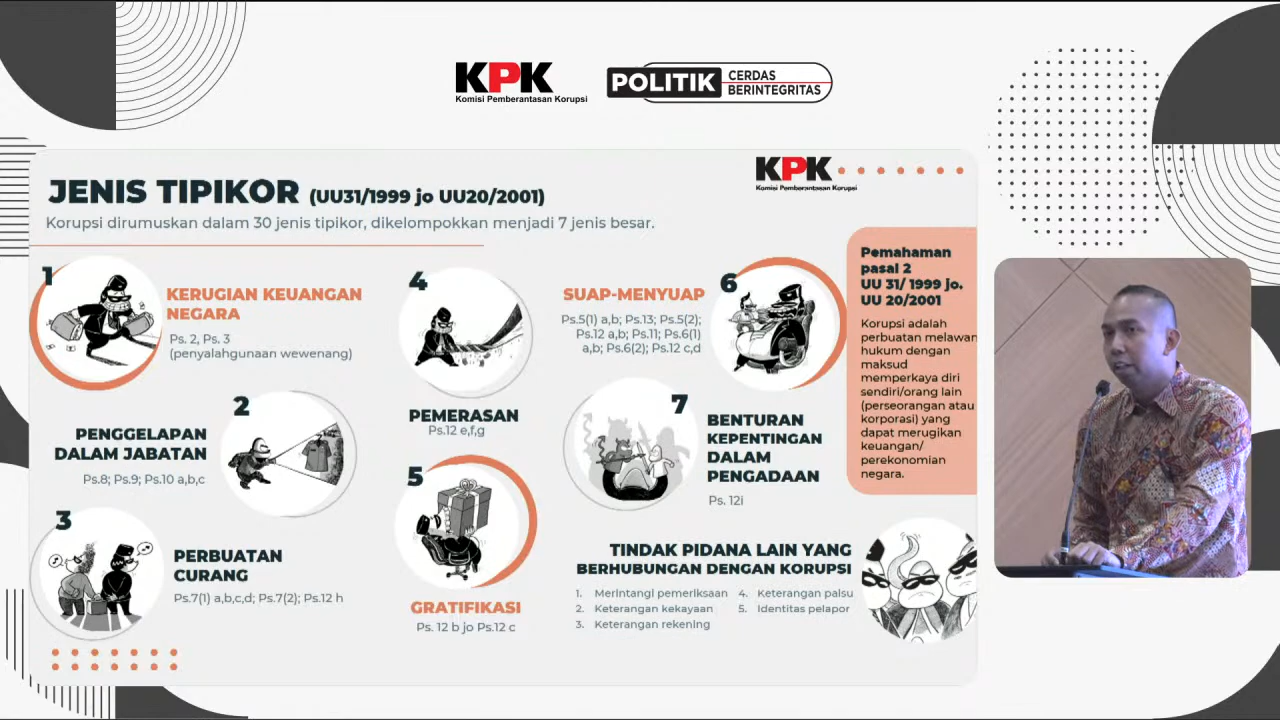 KPK
Komisi Pemberantasan Korupsi
POLITIK CERDAS
BERINTEGRITAS
KPK
Komisi Pemberantasan Korupsi
JENIS TIPIKOR (UU31/1999 jo UU20/2001)
Korupsi dirumuskan dalam 30 jenis tipikor, dikelompokkan menjadi 7 jenis besar.
1
KERUGIAN KEUANGAN
NEGARA
Ps. 2, Ps. 3
(penyalahgunaan wewenang)
2
PENGGELAPAN
DALAM JABATAN
Ps.8; Ps.9; Ps.10 a,b,c
3
PERBUATAN
CURANG
Ps.7(1) a,b,c,d; Ps.7(2); Ps.12 h
4
PEMERASAN
Ps.12 e,f,g
5
GRATIFIKASI
Ps. 12 b jo Ps.12 c
6
SUAP-MENYUAP
Ps.5(1) a,b; Ps.13; Ps.5(2);
Ps.12 a,b; Ps.11; Ps.6(1)
a,b; Ps.6(2); Ps.12 c,d
7
BENTURAN
KEPENTINGAN
DALAM
PENGADAAN
Ps. 12i
TINDAK PIDANA LAIN YANG
BERHUBUNGAN DENGAN KORUPSI
1. Merintangi pemeriksaan
2. Keterangan kekayaan
3. Keterangan rekening
4. Keterangan palsu
5. Identitas pelapor
Pemahaman
pasal 2
UU 31/ 1999 jo.
UU 20/2001
Korupsi adalah
perbuatan melawan
hukum dengan
maksud
memperkaya diri
sendiri/orang lain
(perseorangan atau
korporasi) yang
dapat merugikan
keuangan/
perekonomian
negara.